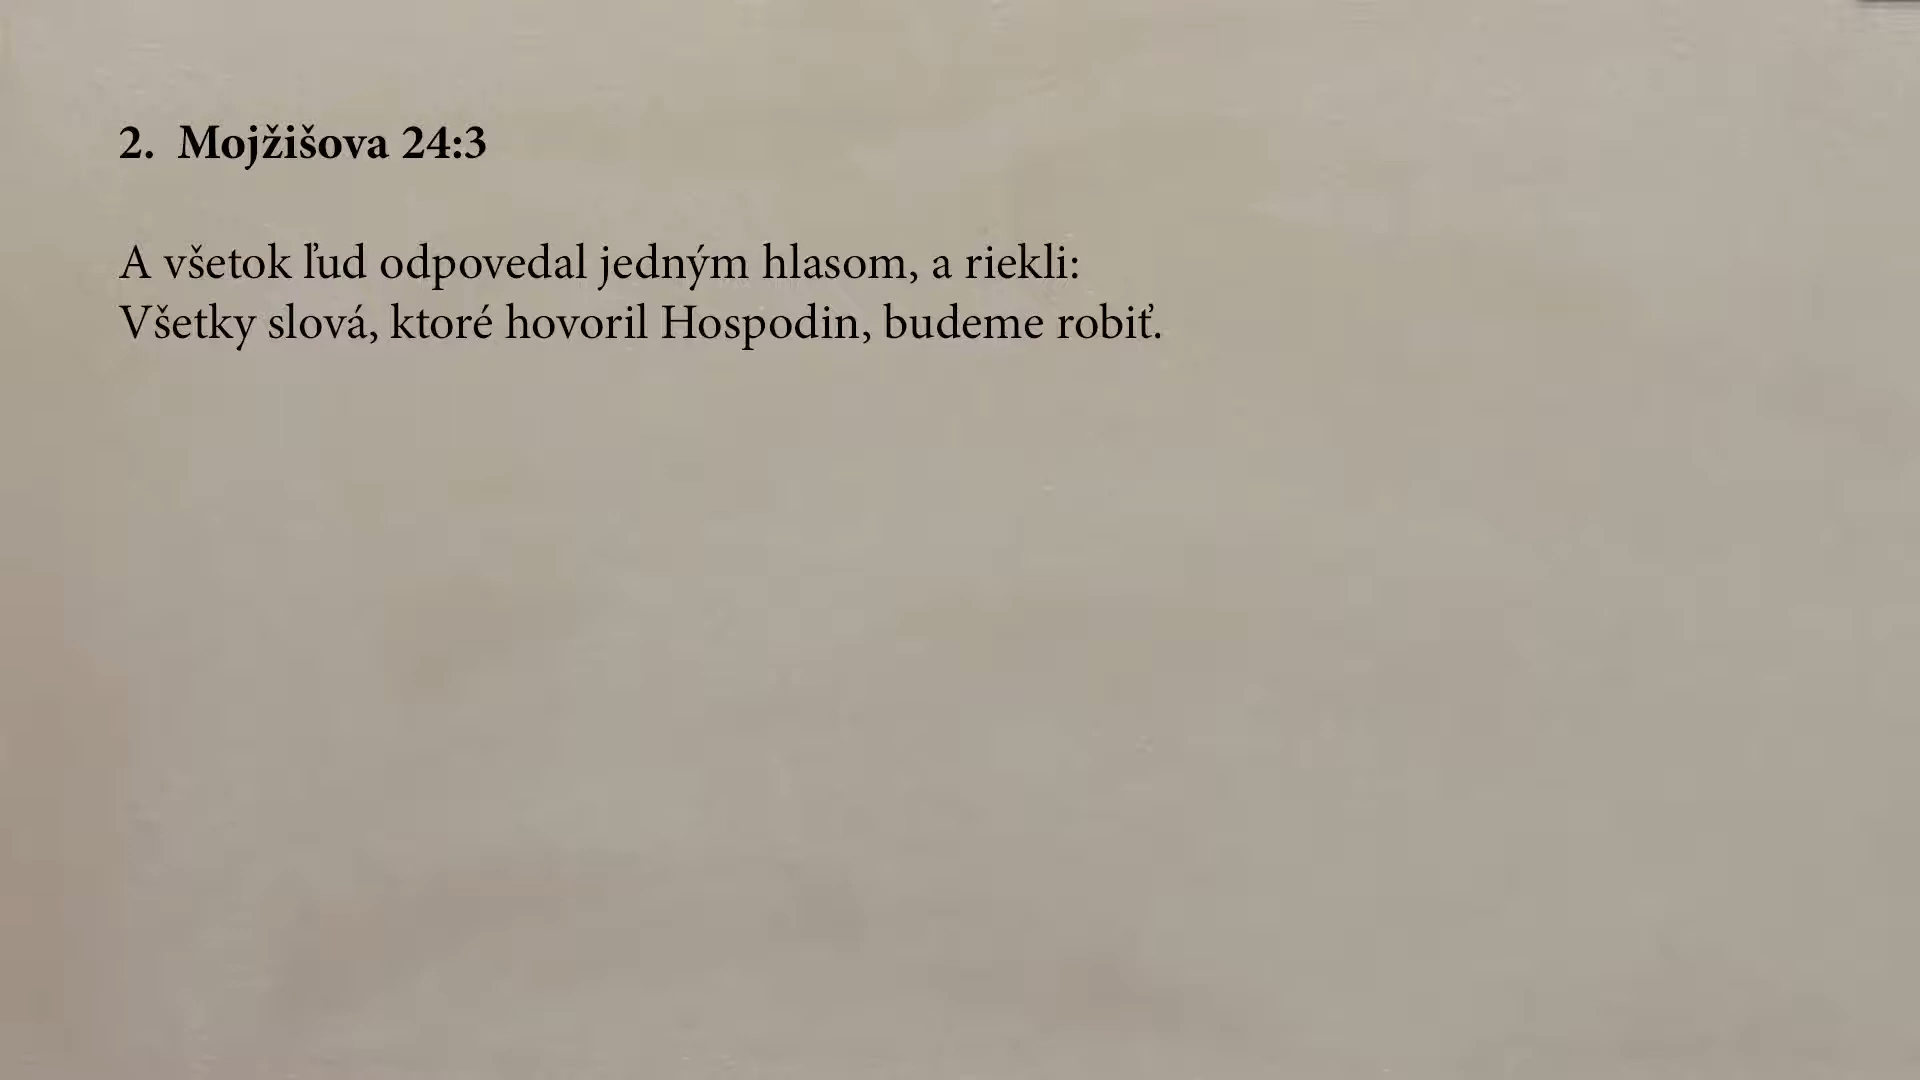 2. Mojžišova 24:3
A všetok ľud odpovedal jedným hlasom, a riekli:
Všetky slová, ktoré hovoril Hospodin, budeme robiť.